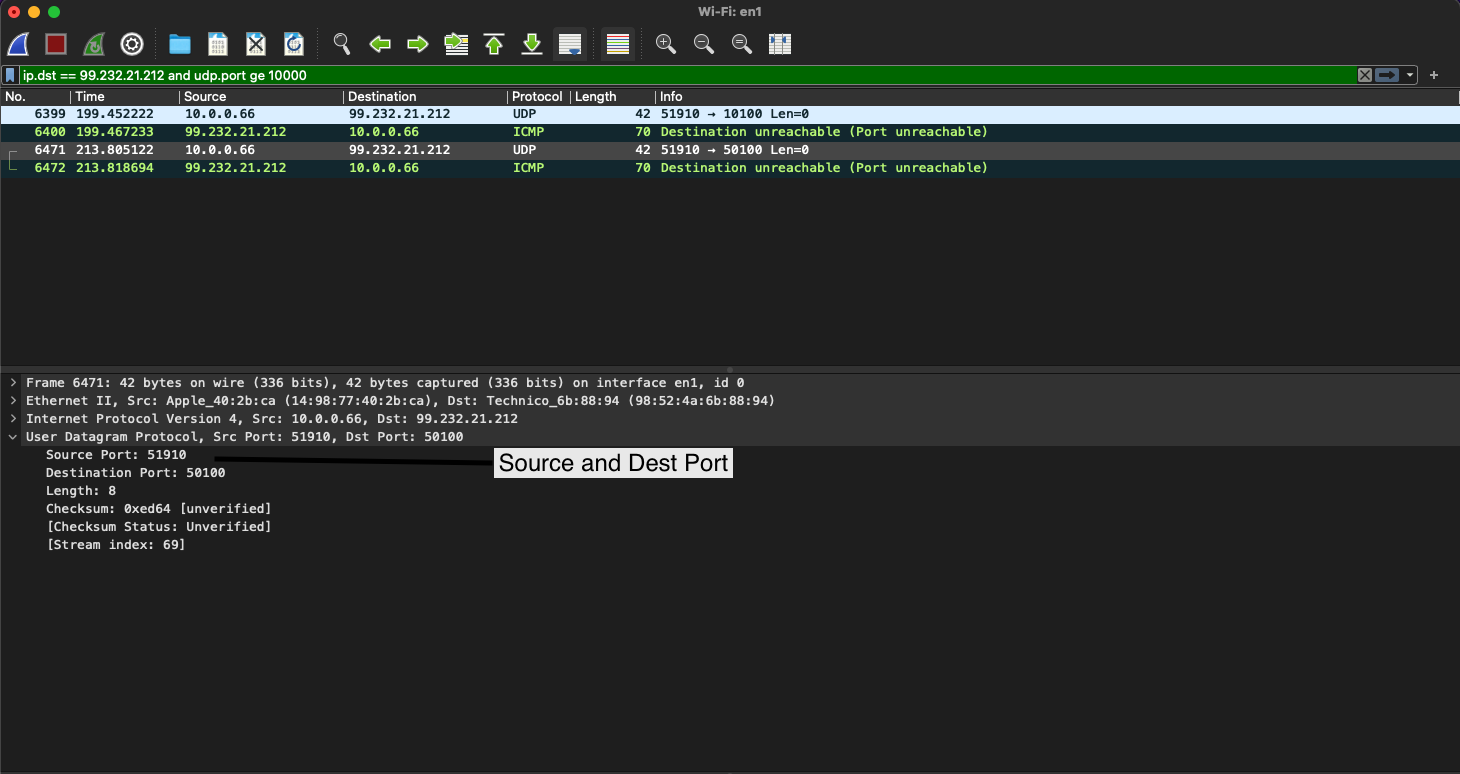 Wi-Fi: en1
ip.dst == 99.232.21.212 and udp.port ge 10000
No. Time Source Destination Protocol Length Info
6399 199.452222 10.0.0.66 99.232.21.212 UDP 42 51910 → 10100 Len=0
6400 199.467233 99.232.21.212 10.0.0.66 ICMP 70 Destination unreachable (Port unreachable)
6471 213.805122 10.0.0.66 99.232.21.212 UDP 42 51910 → 50100 Len=0
6472 213.818694 99.232.21.212 10.0.0.66 ICMP 70 Destination unreachable (Port unreachable)
Frame 6471: 42 bytes on wire (336 bits), 42 bytes captured (336 bits) on interface en1, id 0
Ethernet II, Src: Apple_40:2b:ca (14:98:77:40:2b:ca), Dst: Technico_6b:88:94 (98:52:4a:6b:88:94)
Internet Protocol Version 4, Src: 10.0.0.66, Dst: 99.232.21.212
User Datagram Protocol, Src Port: 51910, Dst Port: 50100
Source Port: 51910
Source and Dest Port
Destination Port: 50100
Length: 8
Checksum: 0xed64 [unverified]
[Checksum Status: Unverified]
[Stream index: 69]